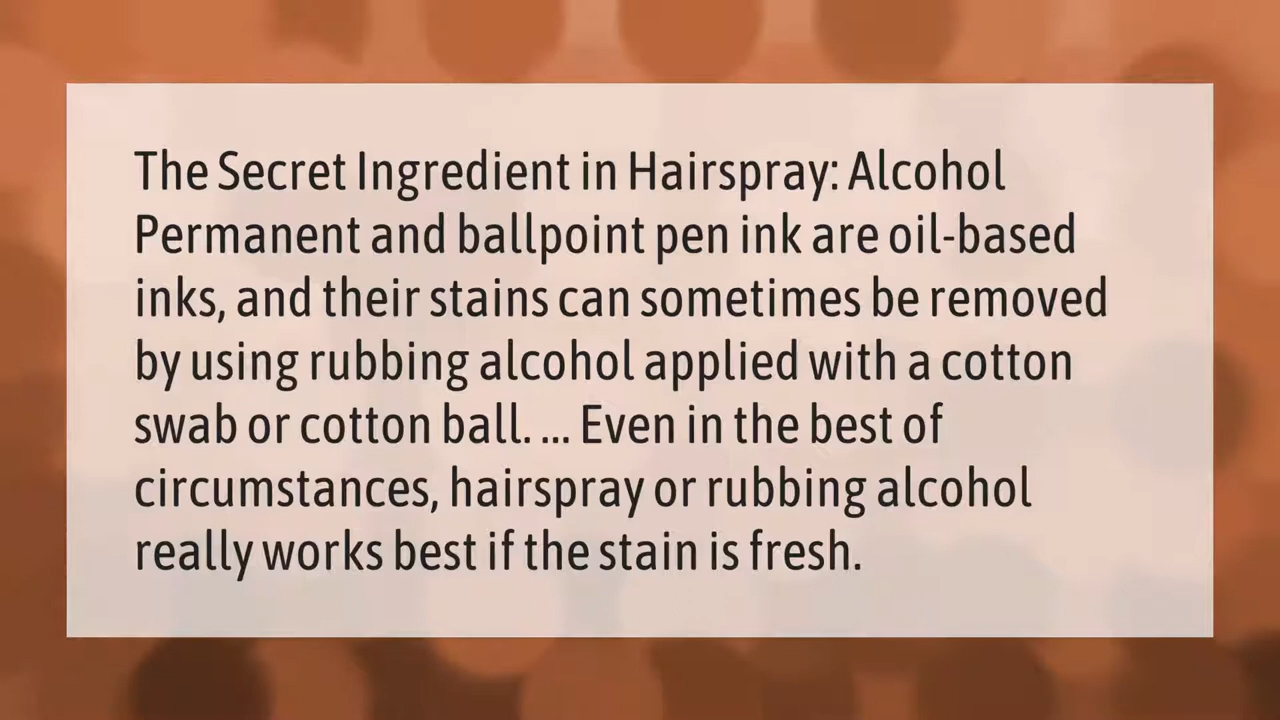 The Secret Ingredient in Hairspray: Alcohol
Permanent and ballpoint pen ink are oil-based
inks, and their stains can sometimes be removed
by using rubbing alcohol applied with a cotton
swab or cotton ball. ... Even in the best of
circumstances, hairspray or rubbing alcohol
really works best if the stain is fresh.